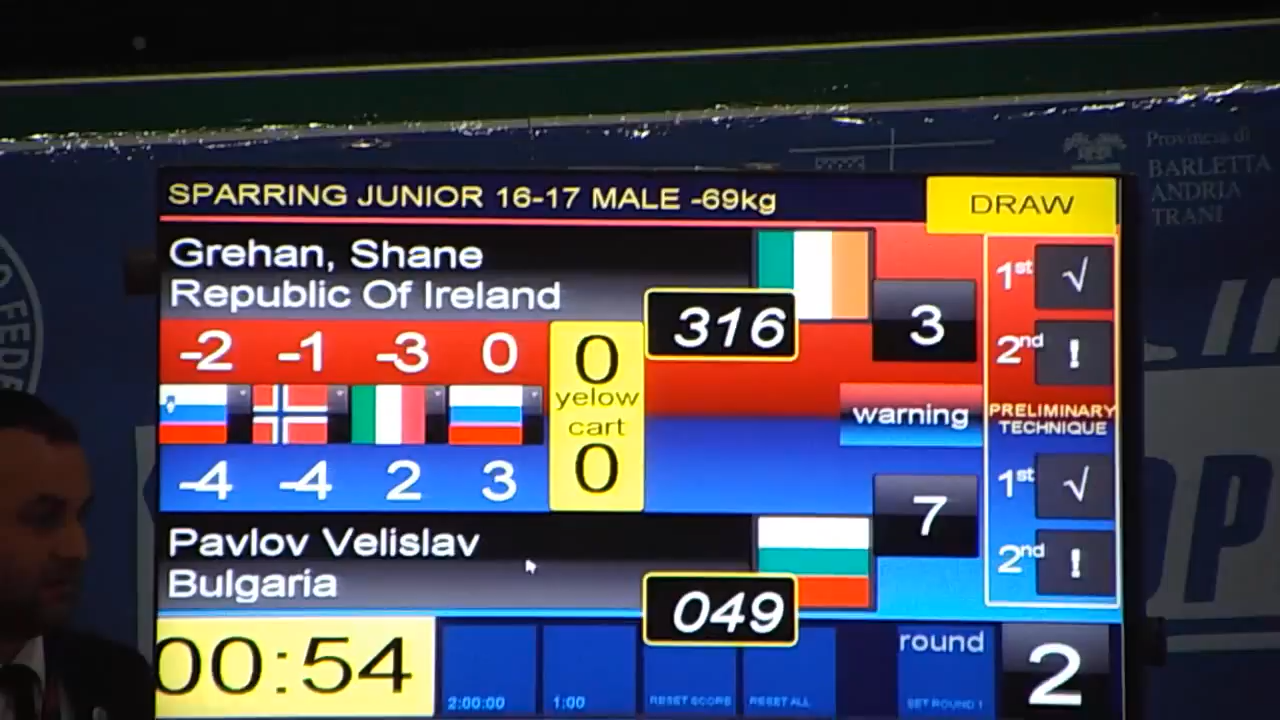 Provincia di
BARLETTA
ANDRIA
TRANI
SPARRING JUNIOR 16-17 MALE -69kg
DRAW
Grehan, Shane
Republic Of Ireland
316
3
1st √
2nd !
-2 -1 -3 0
0
yelow
cart
0
warning
PRELIMINARY
TECHNIQUE
-4 -4 2 3
7
1st √
2nd !
Pavlov Velislav
Bulgaria
049
00:54
2:00:00
1:00
RESET SCORE
RESET ALL
round
SET ROUND 1
2